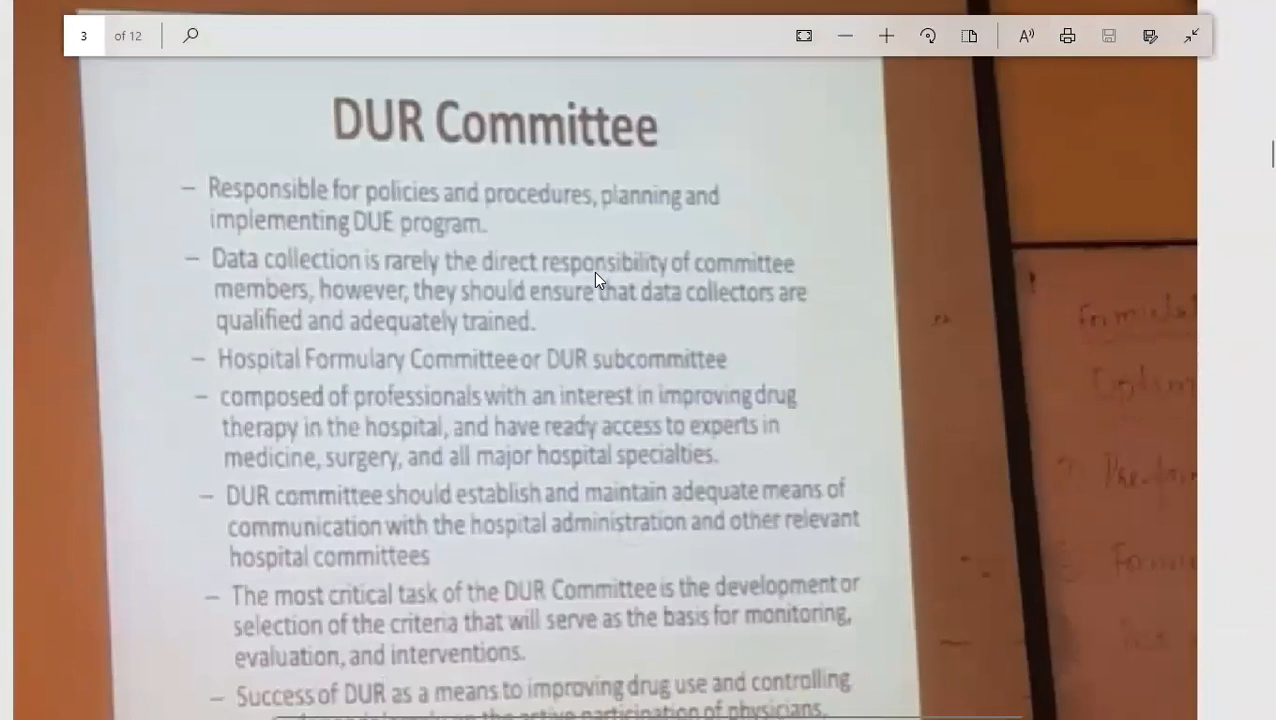 3 of 12
DUR Committee
– Responsible for policies and procedures, planning and
implementing DUE program.
– Data collection is rarely the direct responsibility of committee
members, however, they should ensure that data collectors are
qualified and adequately trained.
– Hospital Formulary Committee or DUR subcommittee
– composed of professionals with an interest in improving drug
therapy in the hospital, and have ready access to experts in
medicine, surgery, and all major hospital specialties.
– DUR committee should establish and maintain adequate means of
communication with the hospital administration and other relevant
hospital committees
– The most critical task of the DUR Committee is the development or
selection of the criteria that will serve as the basis for monitoring,
evaluation, and interventions.
– Success of DUR as a means to improving drug use and controlling
on the active participation of physicians.